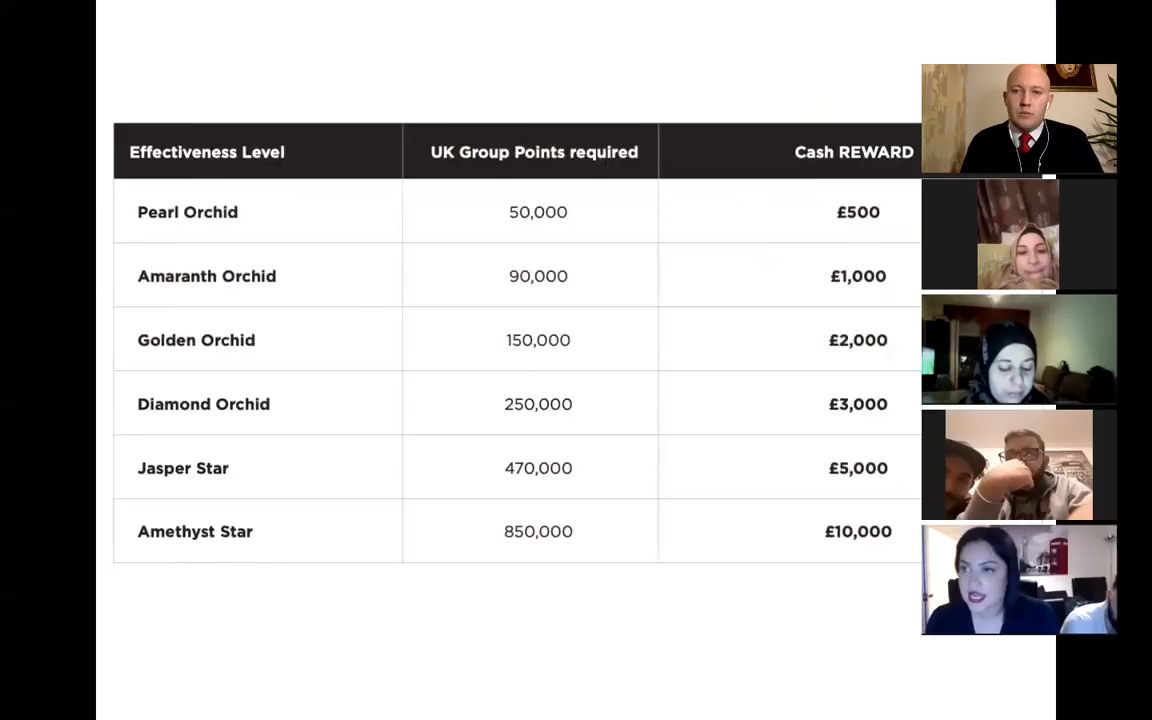 Effectiveness Level UK Group Points required Cash REWARD
Pearl Orchid 50,000 £500
Amaranth Orchid 90,000 £1,000
Golden Orchid 150,000 £2,000
Diamond Orchid 250,000 £3,000
Jasper Star 470,000 £5,000
Amethyst Star 850,000 £10,000